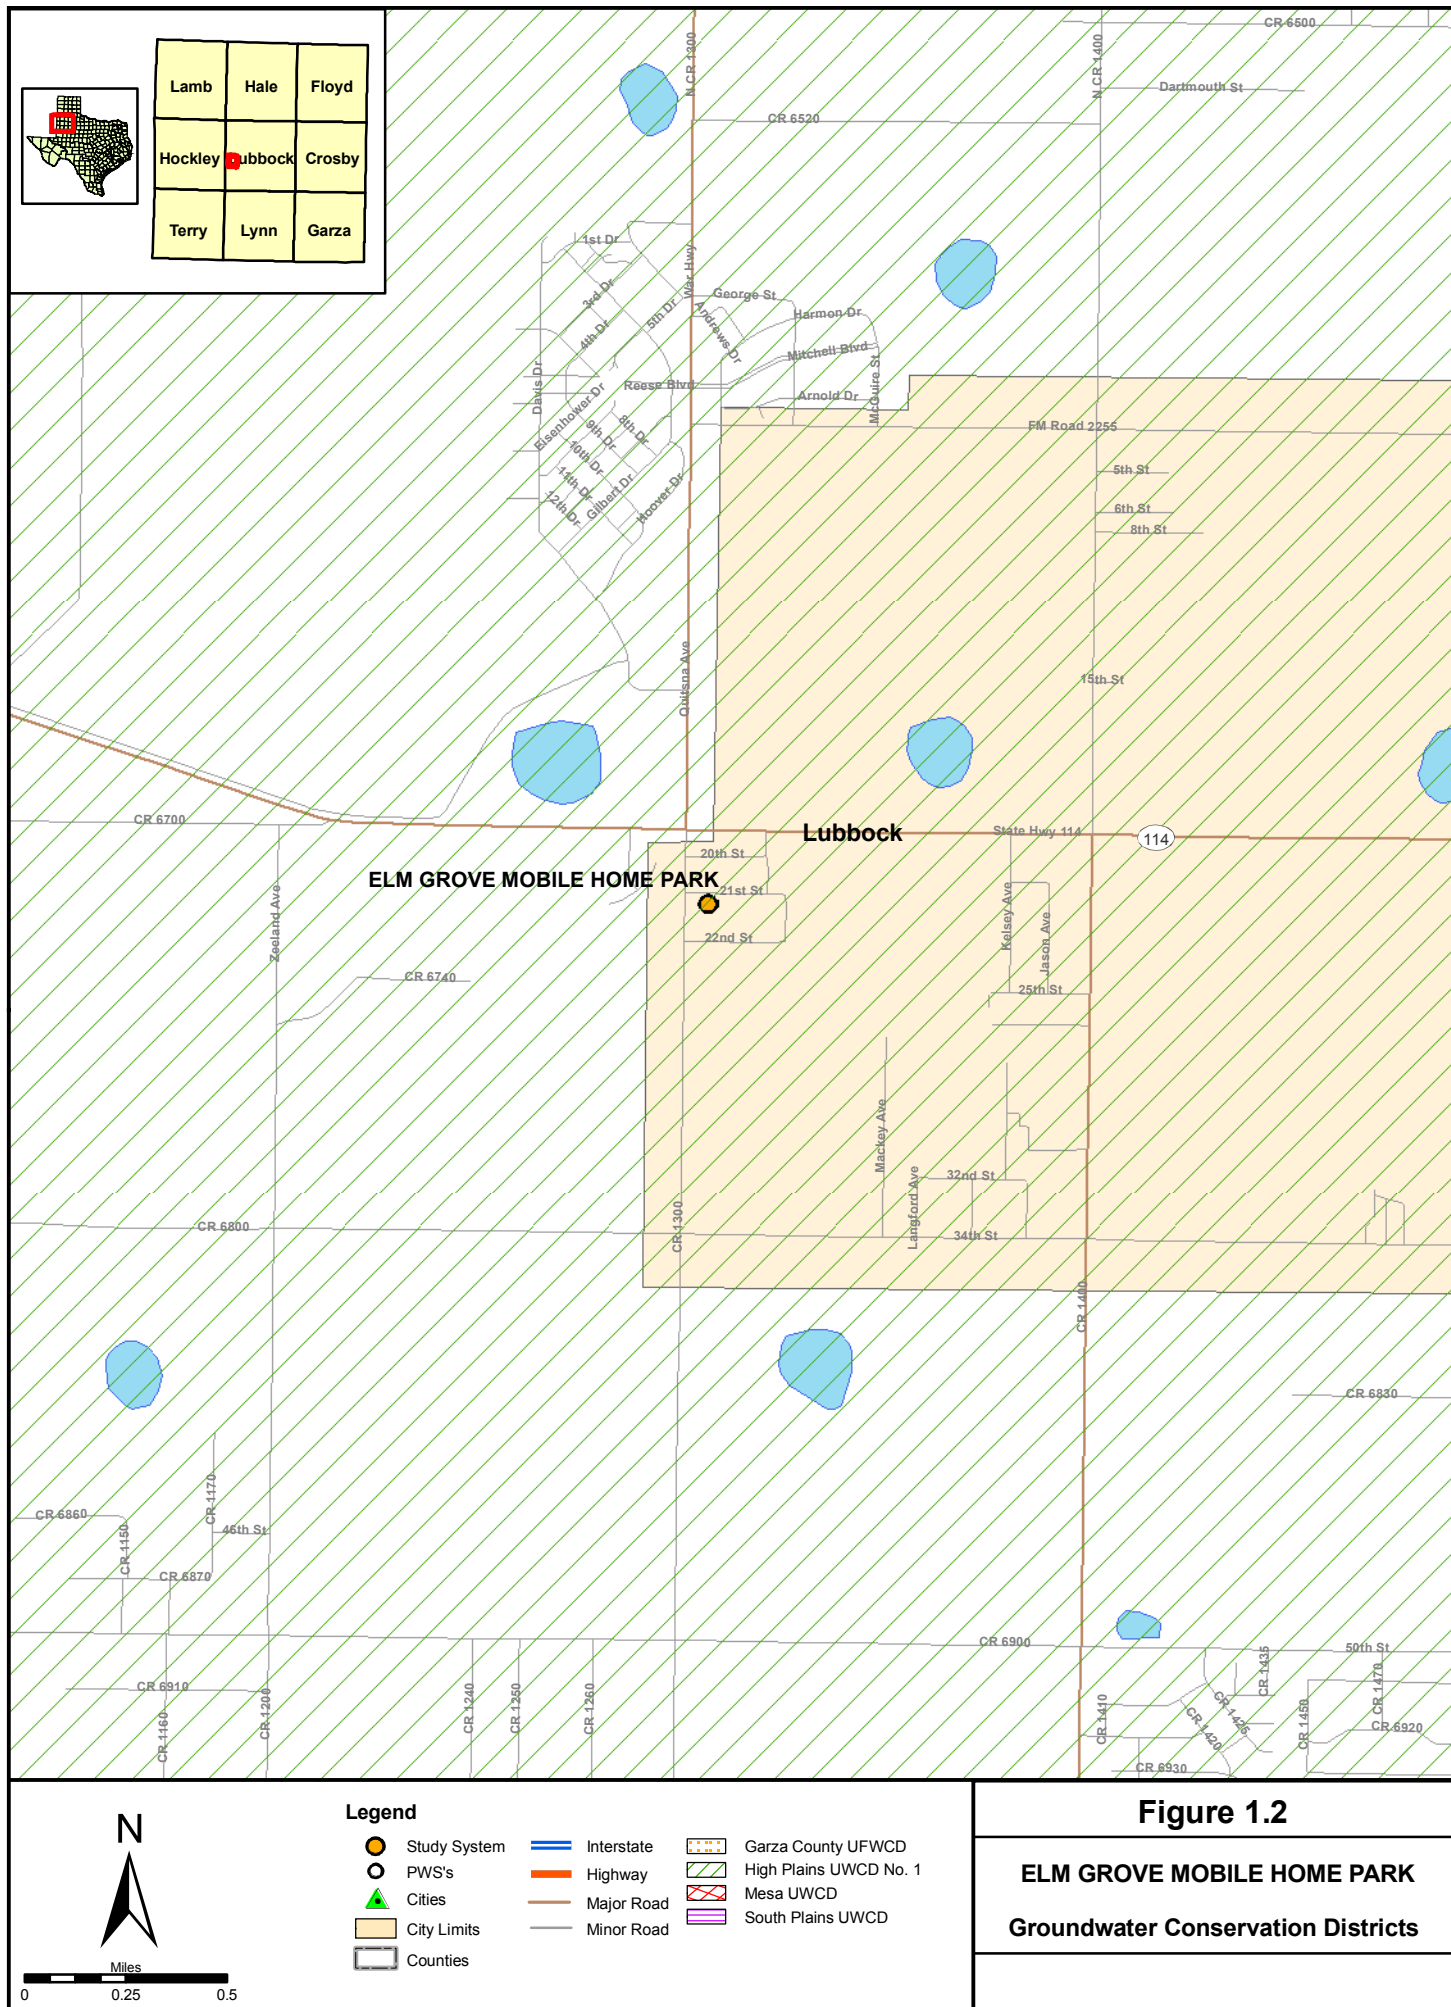 Lamb
Hale
Floyd
Hockley
ubbock
Crosby
Terry
Lynn
Garza
N CR 1300
N CR 1400
CR 6500
Dartmouth St
CR 6520
1st Dr
War Hwy
3rd Dr
5th Dr
4th Dr
George St
Andrews Dr
Harmon Dr
Mitchell Blvd
McGuire St
Davis Dr
Reese Blvd
Arnold Dr
Eisenhower Dr
8th Dr
9th Dr
10th Dr
11th Dr
Gilbert Dr
Hoover Dr
12th Dr
FM Road 2255
5th St
6th St
8th St
Quitsna Ave
15th St
CR 6700
Lubbock
State Hwy 114
114
20th St
ELM GROVE MOBILE HOME PARK
21st St
22nd St
Zeeland Ave
Kelsey Ave
Jason Ave
CR 6740
25th St
Mackey Ave
Langford Ave
32nd St
CR 6800
CR 1300
34th St
CR 1400
CR 6830
CR 1170
CR 6860
46th St
CR 1150
CR 6870
CR 6900
50th St
CR 1435
CR 1470
CR 6910
CR 1160
CR 1200
CR 1240
CR 1250
CR 1260
CR 1410
CR 1420
CR 1425
CR 1450
CR 6920
CR 6930
N
Miles
0
0.25
0.5
Legend
Study System
PWS's
Cities
City Limits
Counties
Interstate
Highway
Major Road
Minor Road
Garza County UFWCD
High Plains UWCD No. 1
Mesa UWCD
South Plains UWCD
Figure 1.2
ELM GROVE MOBILE HOME PARK
Groundwater Conservation Districts